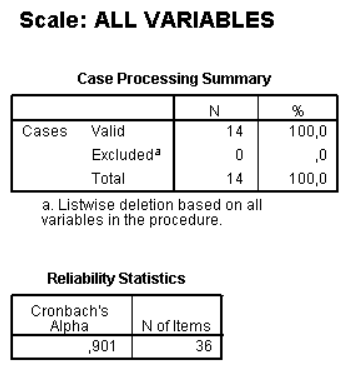 Scale: ALL VARIABLES
Case Processing Summary
N %
Cases Valid 14 100,0
Excludedª 0 ,0
Total 14 100,0
a. Listwise deletion based on all
variables in the procedure.
Reliability Statistics
Cronbach's
Alpha N of Items
,901 36